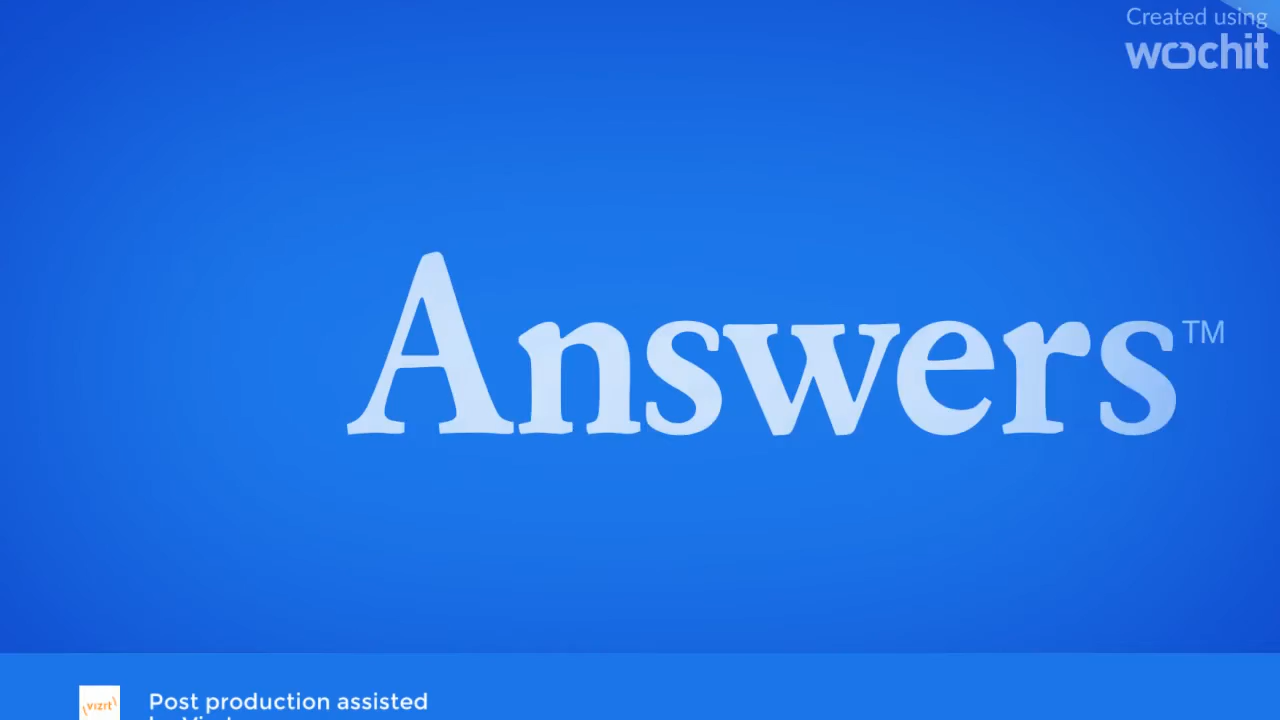 Created using
wochit
Answers™
vizrt
Post production assisted